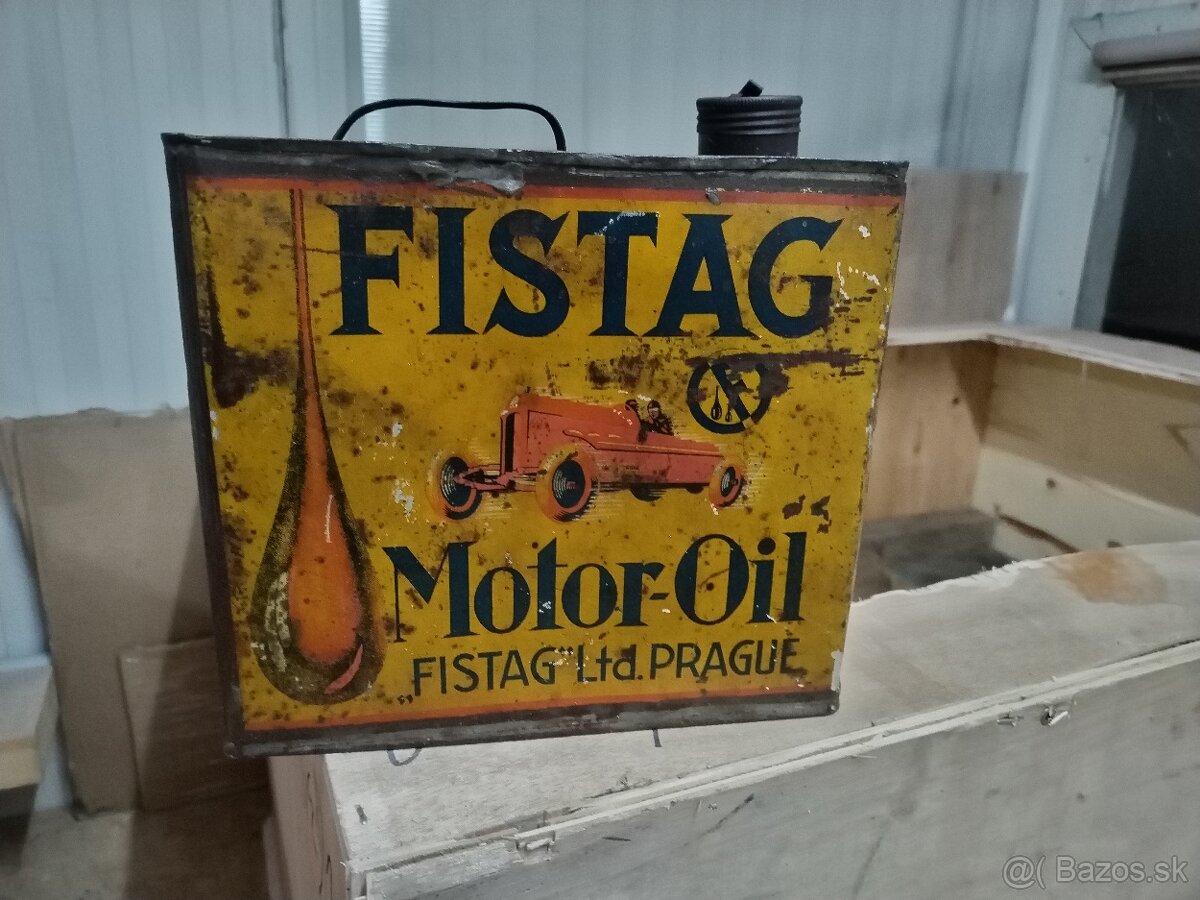 FISTAG
Motor-Oil
„FISTAG" Ltd. PRAGUE
@( Bazos.sk